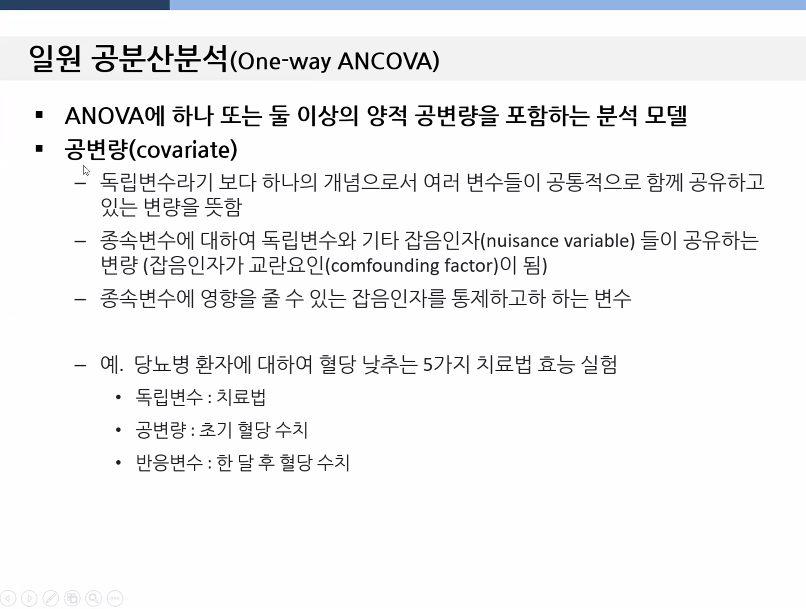 일원 공분산분석(One-way ANCOVA)
▪ ANOVA에 하나 또는 둘 이상의 양적 공변량을 포함하는 분석 모델
▪ 공변량(covariate)
– 독립변수라기 보다 하나의 개념으로서 여러 변수들이 공통적으로 함께 공유하고
있는 변량을 뜻함
– 종속변수에 대하여 독립변수와 기타 잡음인자(nuisance variable) 들이 공유하는
변량 (잡음인자가 교란요인(comfounding factor)이 됨)
– 종속변수에 영향을 줄 수 있는 잡음인자를 통제하고하 하는 변수
– 예. 당뇨병 환자에 대하여 혈당 낮추는 5가지 치료법 효능 실험
• 독립변수 : 치료법
• 공변량 : 초기 혈당 수치
• 반응변수 : 한 달 후 혈당 수치